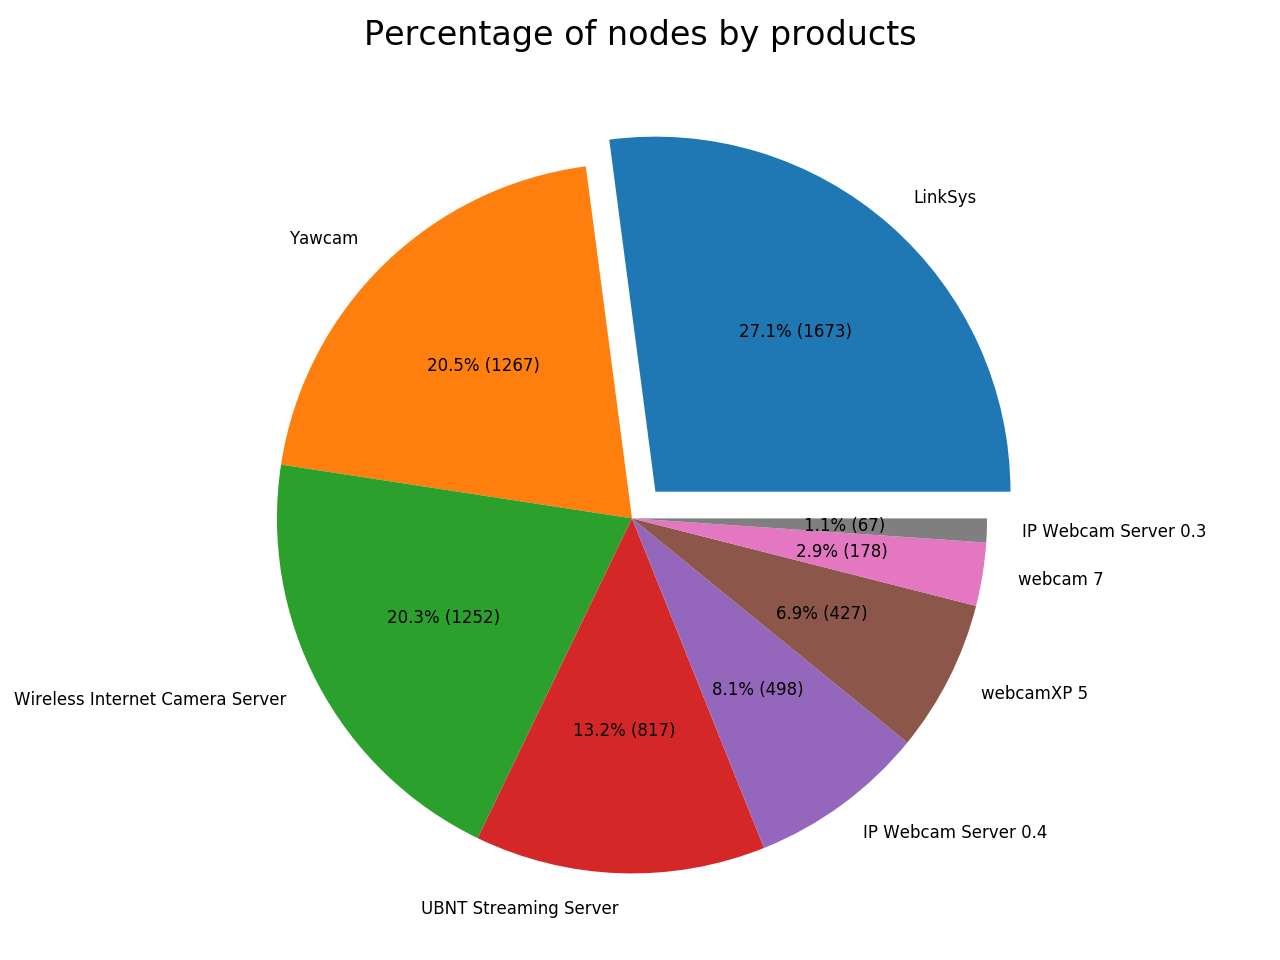 Percentage of nodes by products
LinkSys
27.1% (1673)
Yawcam
20.5% (1267)
Wireless Internet Camera Server
20.3% (1252)
UBNT Streaming Server
13.2% (817)
IP Webcam Server 0.4
8.1% (498)
webcamXP 5
6.9% (427)
webcam 7
2.9% (178)
IP Webcam Server 0.3
1.1% (67)